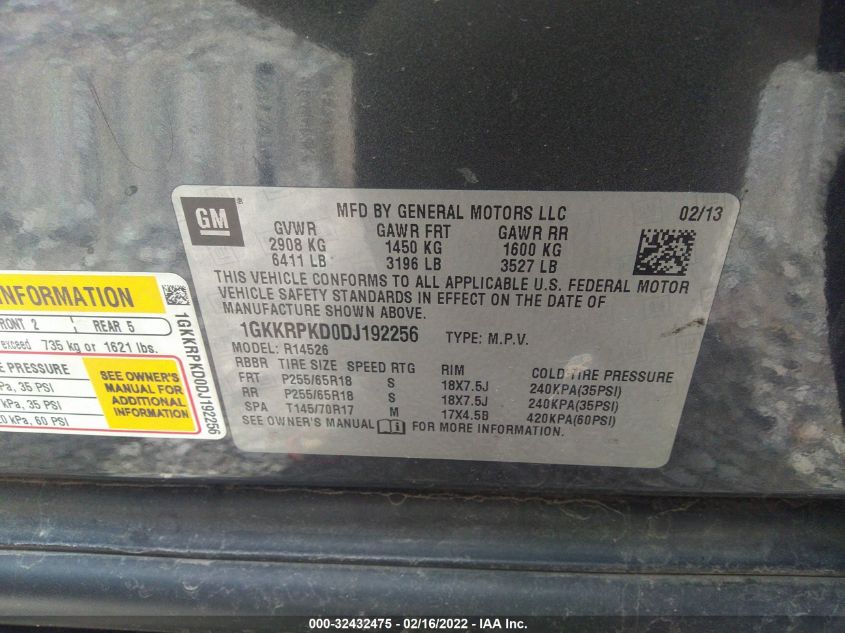 GM ®
MFD BY GENERAL MOTORS LLC 02/13
GVWR GAWR FRT GAWR RR
2908 KG 1450 KG 1600 KG
6411 LB 3196 LB 3527 LB
THIS VEHICLE CONFORMS TO ALL APPLICABLE U.S. FEDERAL MOTOR
VEHICLE SAFETY STANDARDS IN EFFECT ON THE DATE OF
MANUFACTURE SHOWN ABOVE.
1GKKRPKD0DJ192256 TYPE: M.P.V.
MODEL: R14526
RBBR TIRE SIZE SPEED RTG RIM COLD TIRE PRESSURE
FRT P255/65R18 S 18X7.5J 240KPA(35PSI)
RR P255/65R18 S 18X7.5J 240KPA(35PSI)
SPA T145/70R17 M 17X4.5B 420KPA(60PSI)
SEE OWNER'S MANUAL FOR MORE INFORMATION.
INFORMATION
FRONT 2 REAR 5
exceed 735 kg or 1621 lbs.
PRESSURE
kPa, 35 PSI
kPa, 35 PSI
kPa, 60 PSI
SEE OWNER'S
MANUAL FOR
ADDITIONAL
INFORMATION
1GKKRPKD0DJ192256
000-32432475 - 02/16/2022 - IAA Inc.